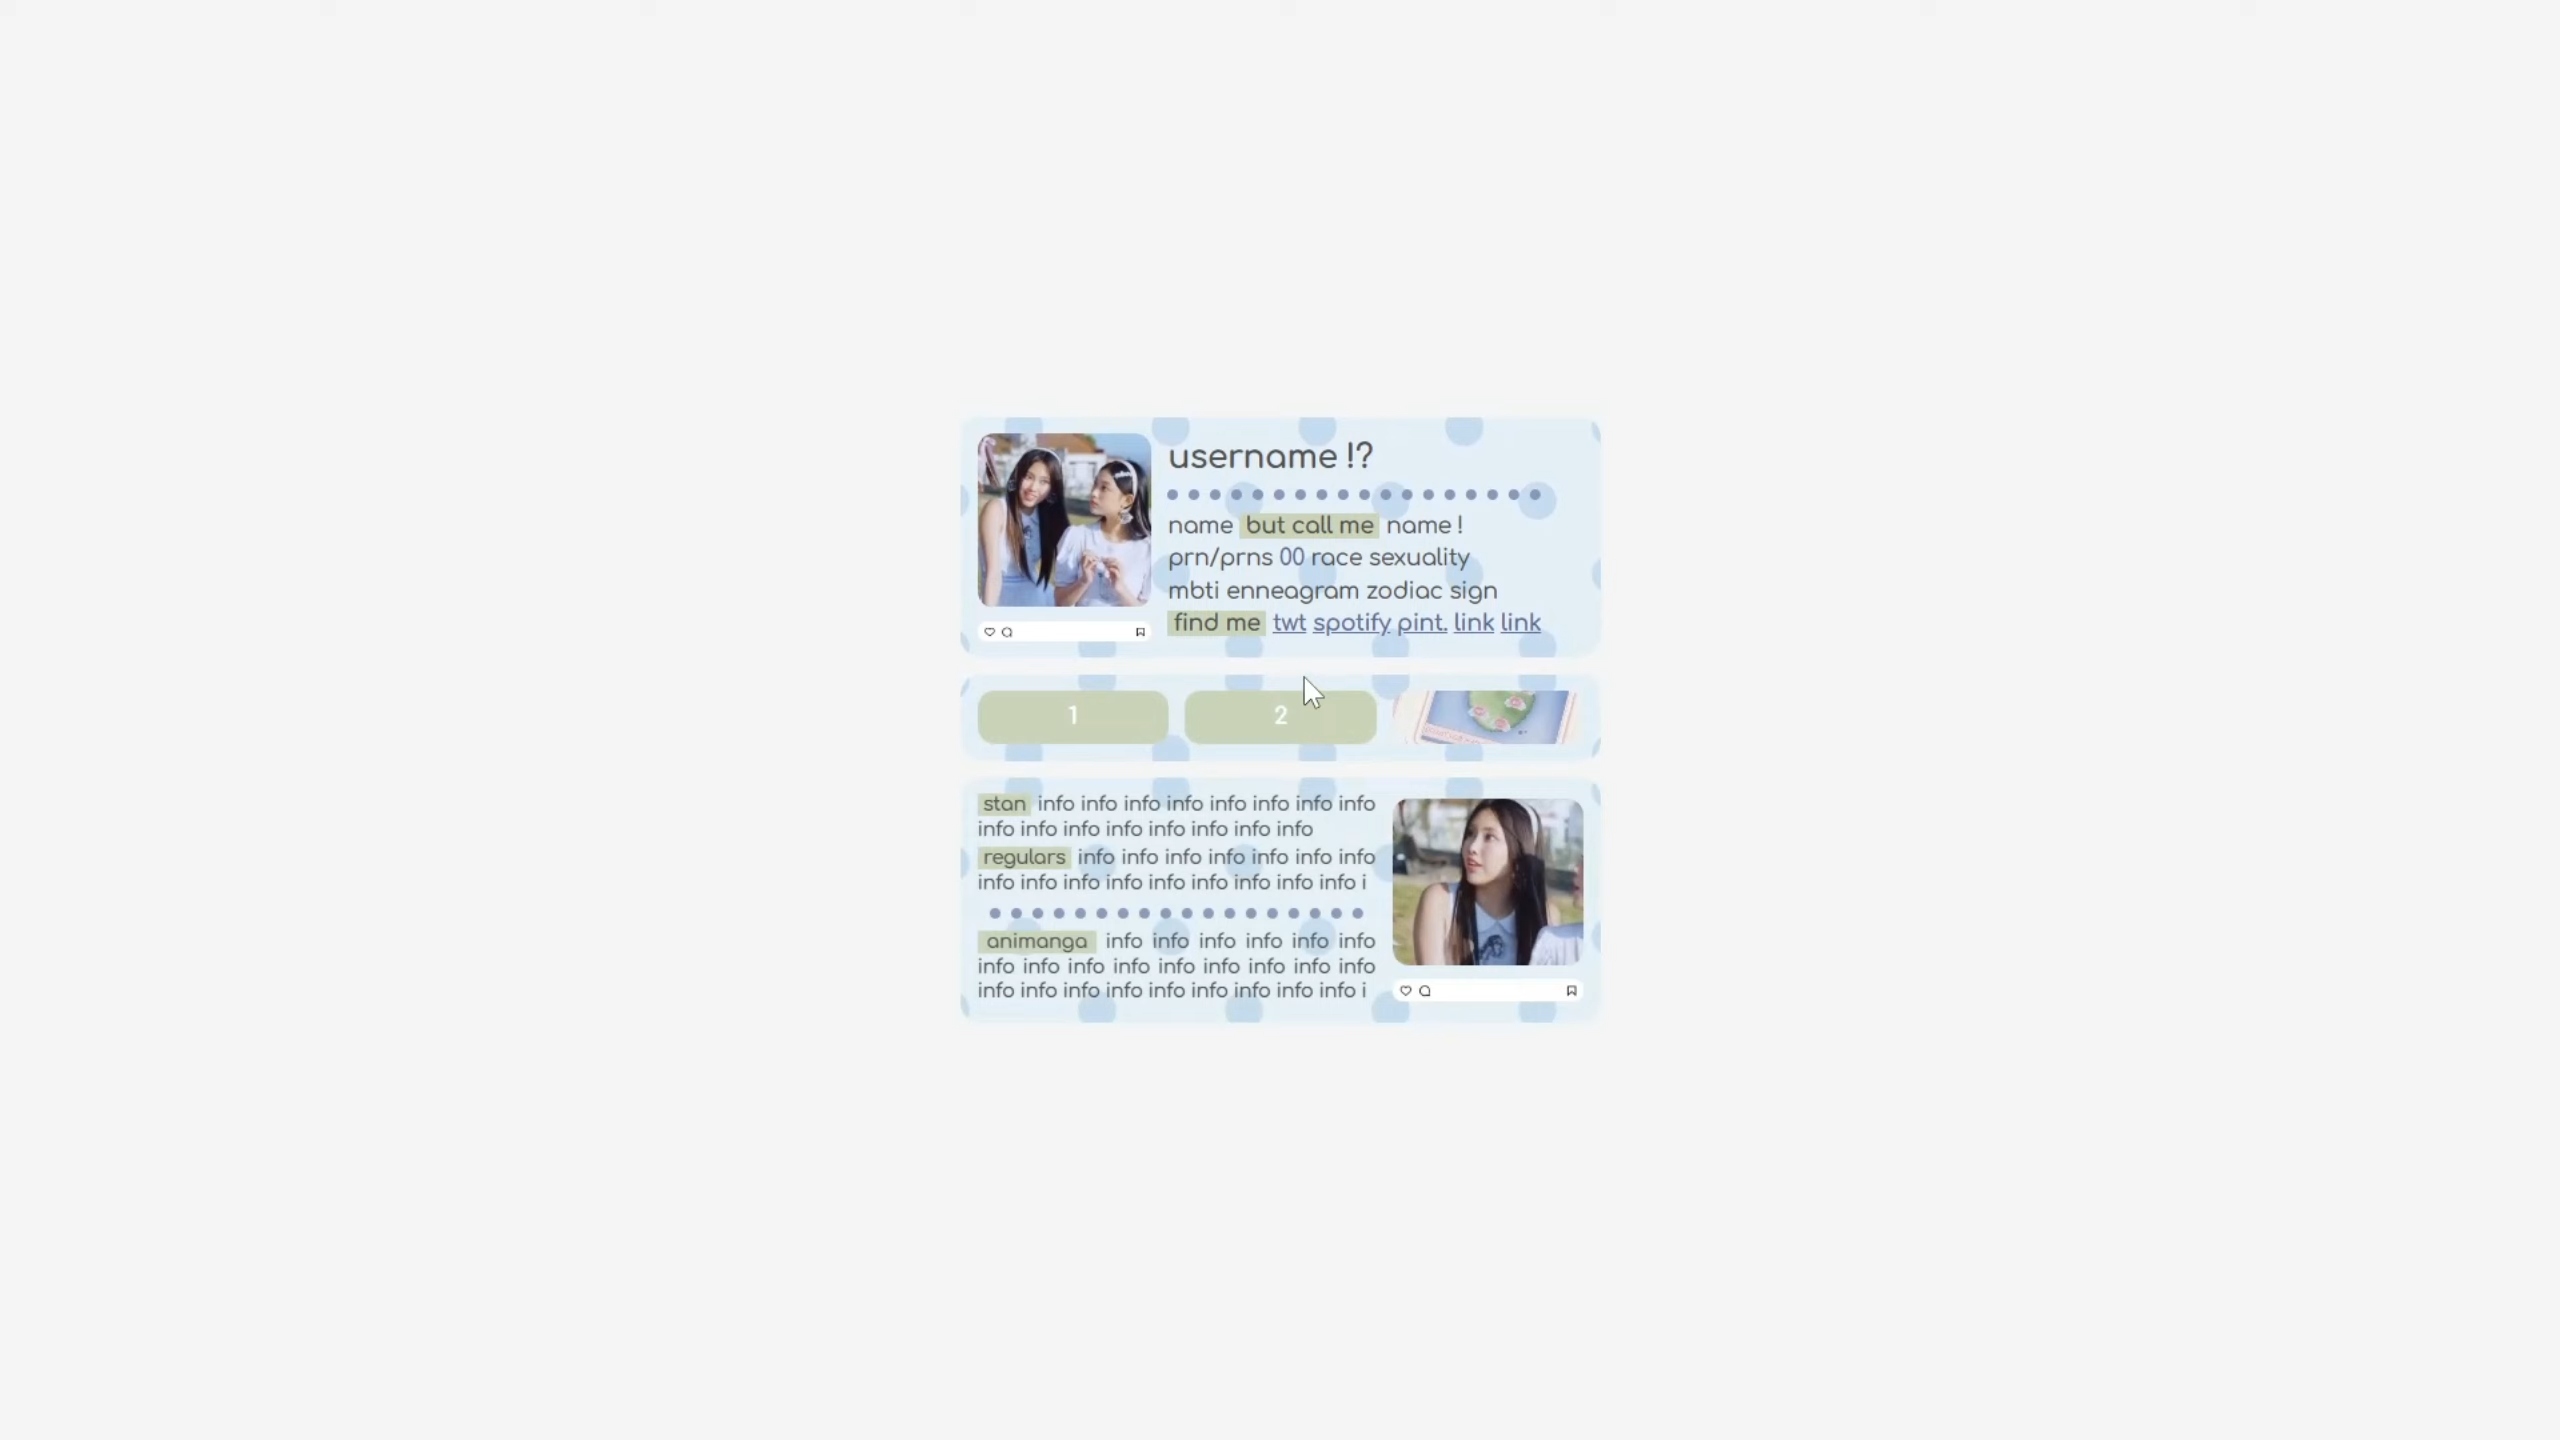 username !?
name but call me name !
prn/prns 00 race sexuality
mbti enneagram zodiac sign
find me twt spotify pint. link link
1
2
stan info info info info info info info info
info info info info info info info info
regulars info info info info info info info
info info info info info info info info info i
animanga info info info info info info
info info info info info info info info info
info info info info info info info info info i